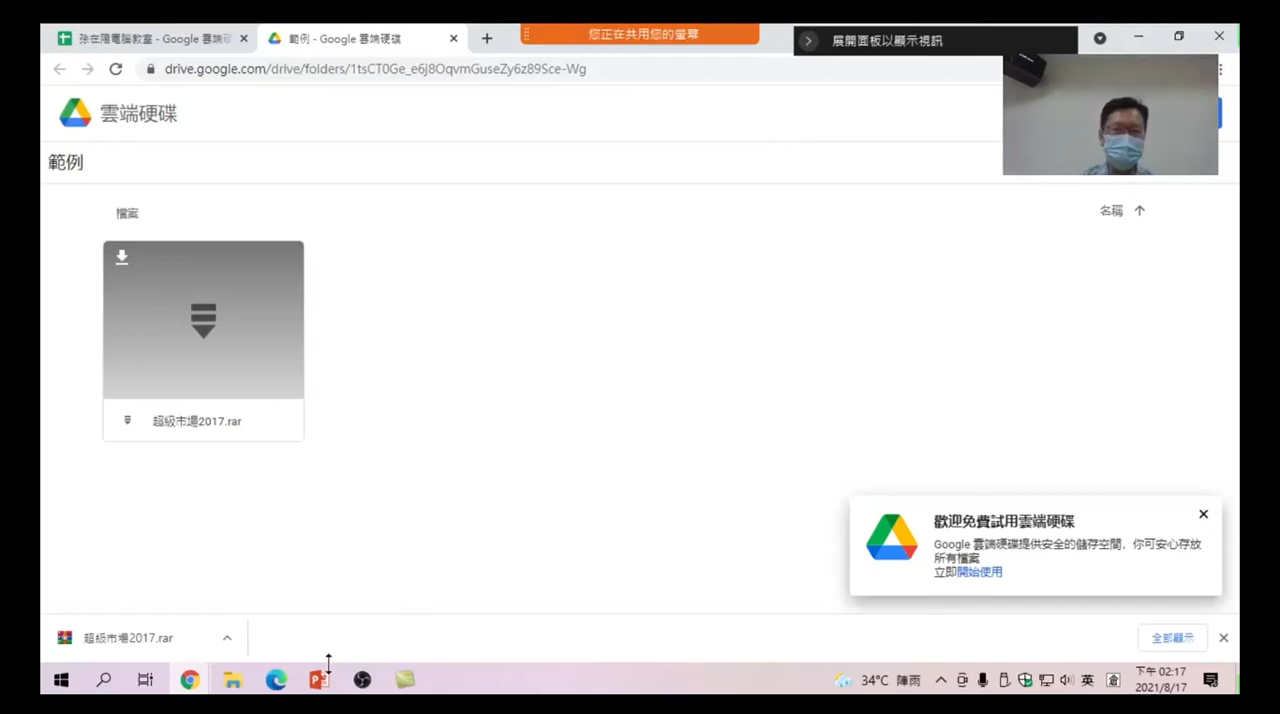 孫在陽電腦教室 - Google 雲端硬
範例 - Google 雲端硬碟
您正在共用您的螢幕
展開面板以顯示視訊
drive.google.com/drive/folders/1tsCT0Ge_e6J8OqvmGuseZy6z89Sce-Wg
雲端硬碟
範例
檔案
名稱
超級市場2017.rar
歡迎免費試用雲端硬碟
Google 雲端硬碟提供安全的儲存空間，你可安心存放
所有檔案
立即開始使用
超級市場2017.rar
全部顯示
34°C 陣雨
英
下午 02:17
2021/8/17